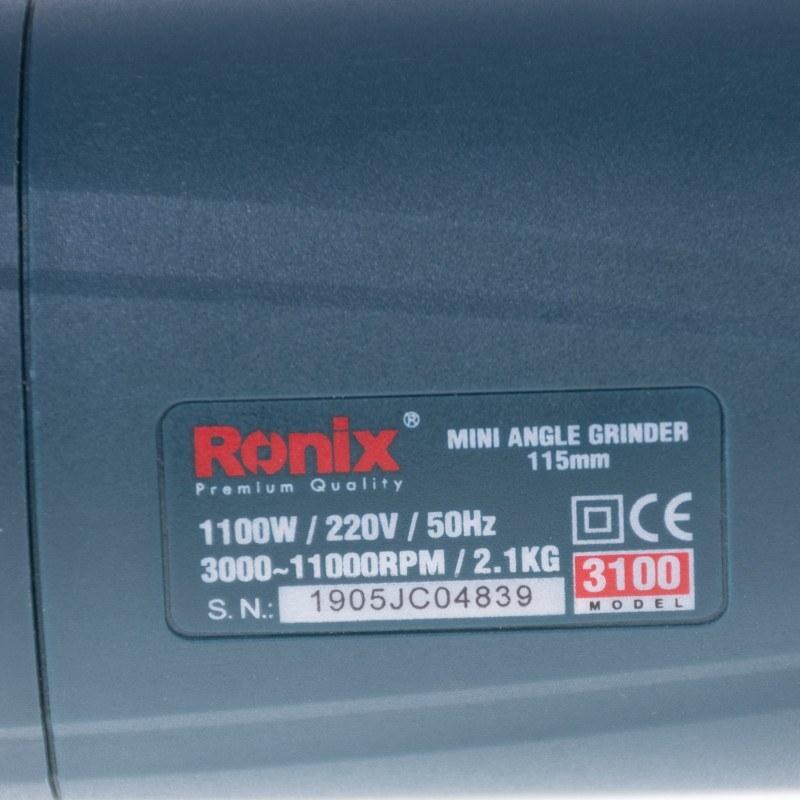 Ronix®
Premium Quality
MINI ANGLE GRINDER
115mm
1100W / 220V / 50Hz
3000~11000RPM / 2.1KG
S. N.: 1905JC04839
CE
3100
MODEL